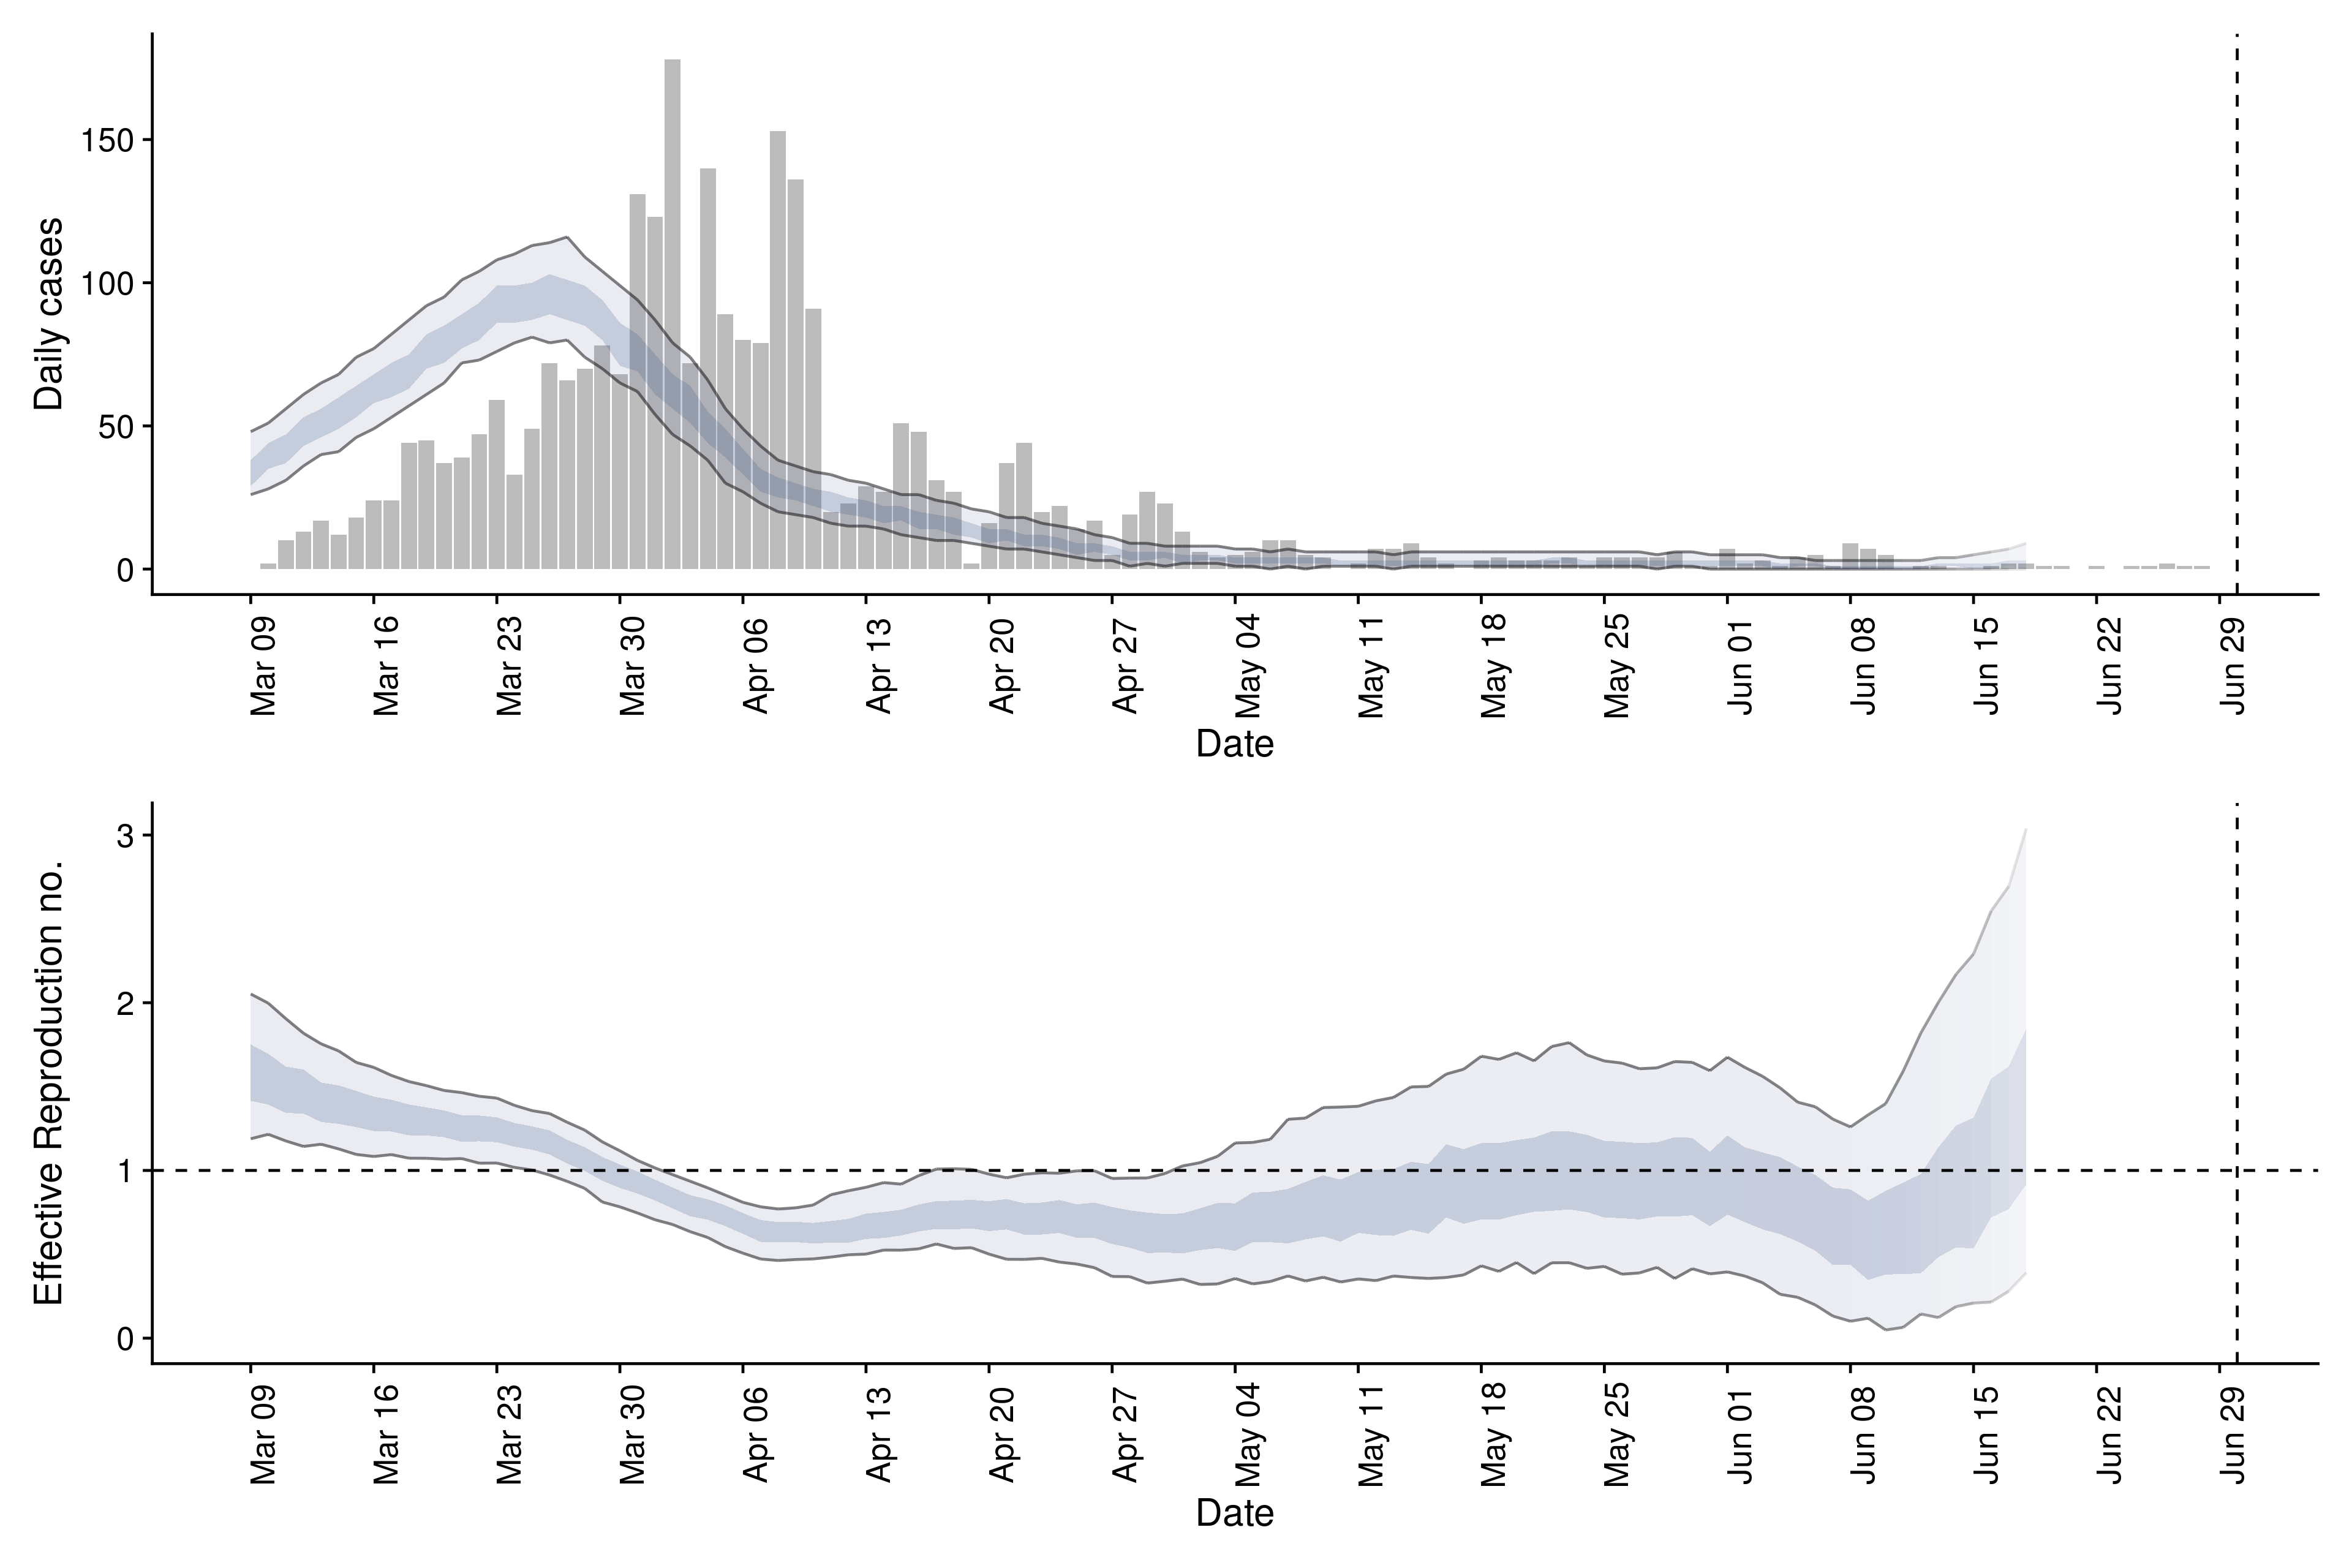 Daily cases
150
100
50
0
Mar 09
Mar 16
Mar 23
Mar 30
Apr 06
Apr 13
Apr 20
Apr 27
May 04
May 11
May 18
May 25
Jun 01
Jun 08
Jun 15
Jun 22
Jun 29
Date
Effective Reproduction no.
3
2
1
0
Mar 09
Mar 16
Mar 23
Mar 30
Apr 06
Apr 13
Apr 20
Apr 27
May 04
May 11
May 18
May 25
Jun 01
Jun 08
Jun 15
Jun 22
Jun 29
Date